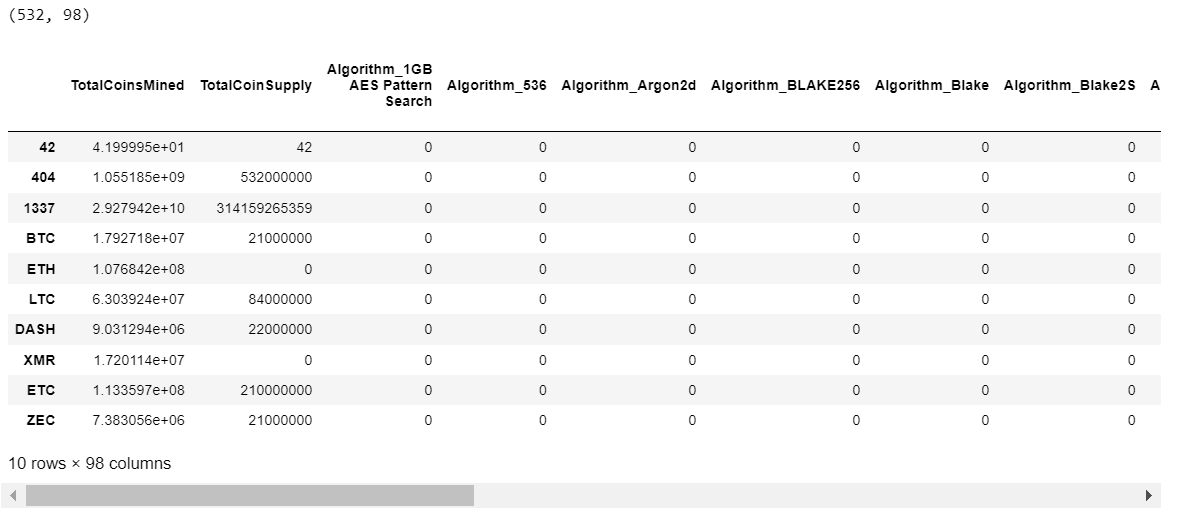 (532, 98)
TotalCoinsMined TotalCoinSupply Algorithm_1GB AES Pattern Search Algorithm_536 Algorithm_Argon2d Algorithm_BLAKE256 Algorithm_Blake Algorithm_Blake2S A
42 4.199995e+01 42 0 0 0 0 0 0
404 1.055185e+09 532000000 0 0 0 0 0 0
1337 2.927942e+10 314159265359 0 0 0 0 0 0
BTC 1.792718e+07 21000000 0 0 0 0 0 0
ETH 1.076842e+08 0 0 0 0 0 0 0
LTC 6.303924e+07 84000000 0 0 0 0 0 0
DASH 9.031294e+06 22000000 0 0 0 0 0 0
XMR 1.720114e+07 0 0 0 0 0 0 0
ETC 1.133597e+08 210000000 0 0 0 0 0 0
ZEC 7.383056e+06 21000000 0 0 0 0 0 0
10 rows × 98 columns